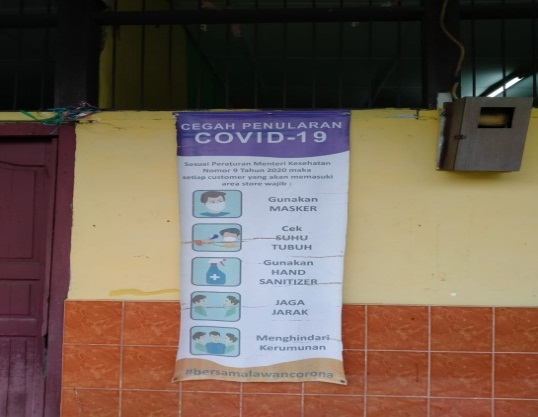 CEGAH PENULARAN
COVID-19
Sesuai Peraturan Menteri Kesehatan
Nomor 9 Tahun 2020 maka
setiap customer yang akan memasuki
area store wajib :
Gunakan
MASKER
Cek
SUHU
TUBUH
Gunakan
HAND
SANITIZER
JAGA
JARAK
Menghindari
Kerumunan
#bersamalawancorona